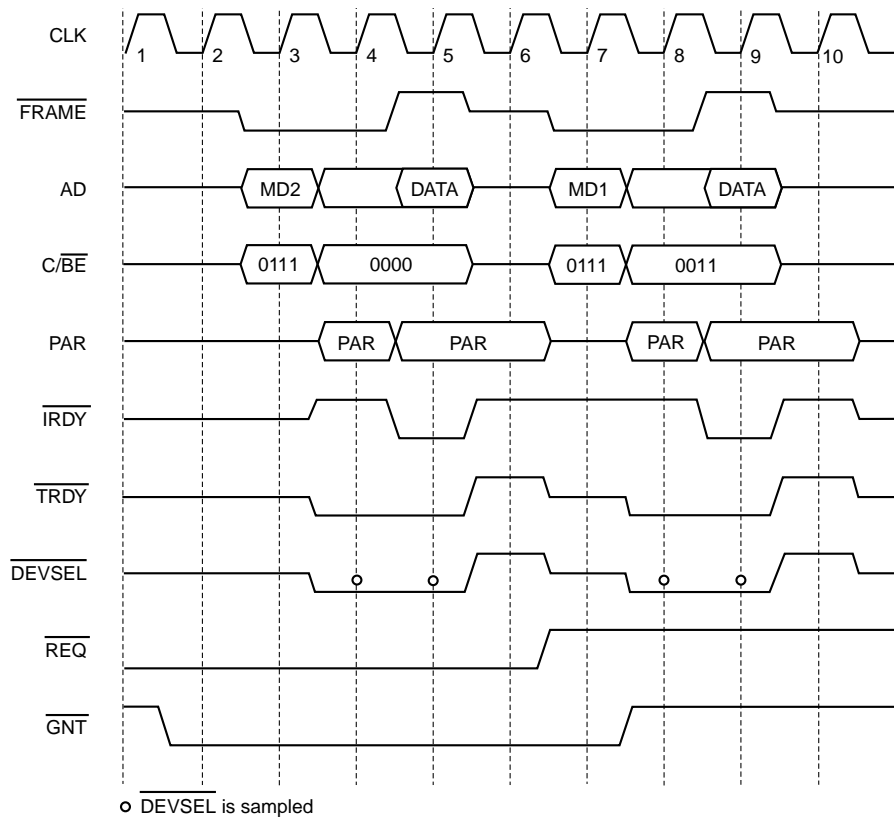 CLK
1 2 3 4 5 6 7 8 9 10
FRAME
AD
MD2 DATA MD1 DATA
C/BE
0111 0000 0111 0011
PAR
PAR PAR PAR PAR
IRDY
TRDY
DEVSEL
REQ
GNT
DEVSEL is sampled